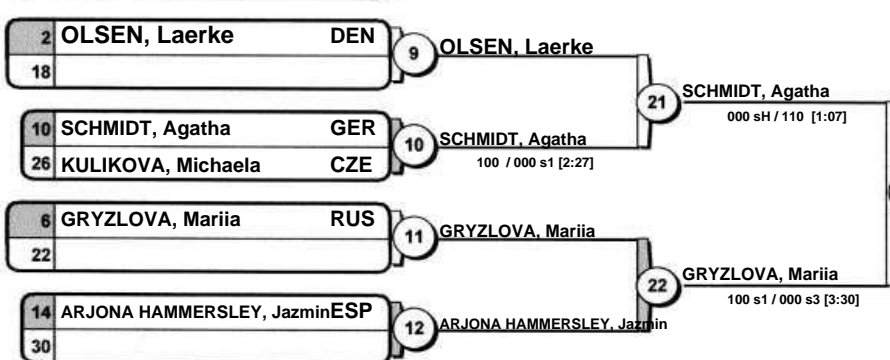 2 OLSEN, Laerke DEN
18
9
OLSEN, Laerke
10 SCHMIDT, Agatha GER
26 KULIKOVA, Michaela CZE
10
SCHMIDT, Agatha
100 / 000 s1 [2:27]
21
SCHMIDT, Agatha
000 sH / 110 [1:07]
6 GRYZLOVA, Mariia RUS
22
11
GRYZLOVA, Mariia
14 ARJONA HAMMERSLEY, Jazmin ESP
30
12
ARJONA HAMMERSLEY, Jazmin
22
GRYZLOVA, Mariia
100 s1 / 000 s3 [3:30]